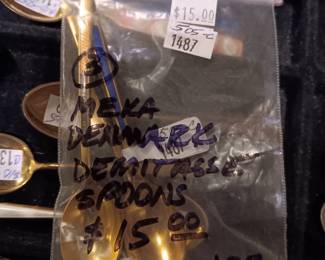 $15.00
505-C
1487
3
MEKA
DENMARK
DEMITASSE
SPOONS
$15.00